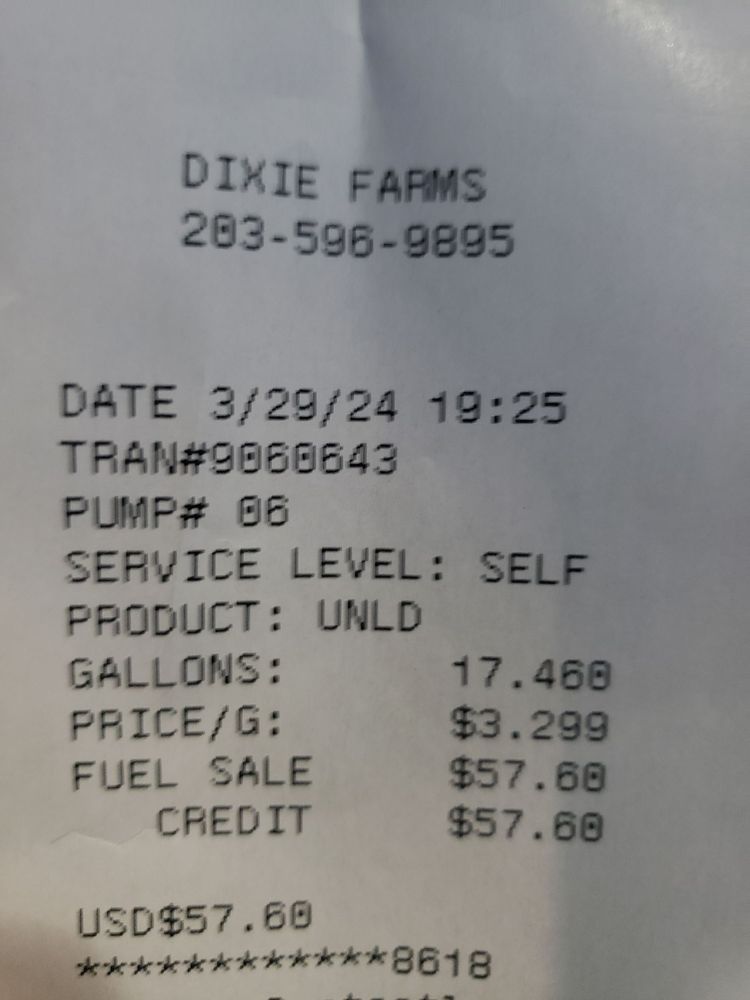 DIXIE FARMS
203-596-9895
DATE 3/29/24 19:25
TRAN#9060643
PUMP# 06
SERVICE LEVEL: SELF
PRODUCT: UNLD
GALLONS: 17.460
PRICE/G: $3.299
FUEL SALE $57.60
CREDIT $57.60
USD$57.60
************8618